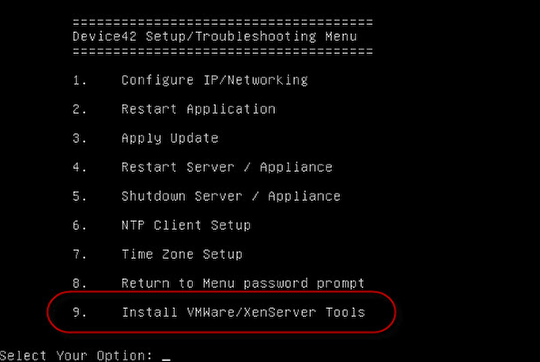 =====================================
Device42 Setup/Troubleshooting Menu
=====================================
1. Configure IP/Networking
2. Restart Application
3. Apply Update
4. Restart Server / Appliance
5. Shutdown Server / Appliance
6. NTP Client Setup
7. Time Zone Setup
8. Return to Menu password prompt
9. Install VMWare/XenServer Tools
Select Your Option: _